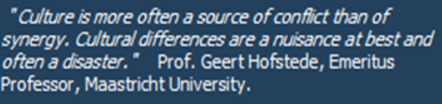 "Culture is more often a source of conflict than of
synergy. Cultural differences are a nuisance at best and
often a disaster." Prof. Geert Hofstede, Emeritus
Professor, Maastricht University.